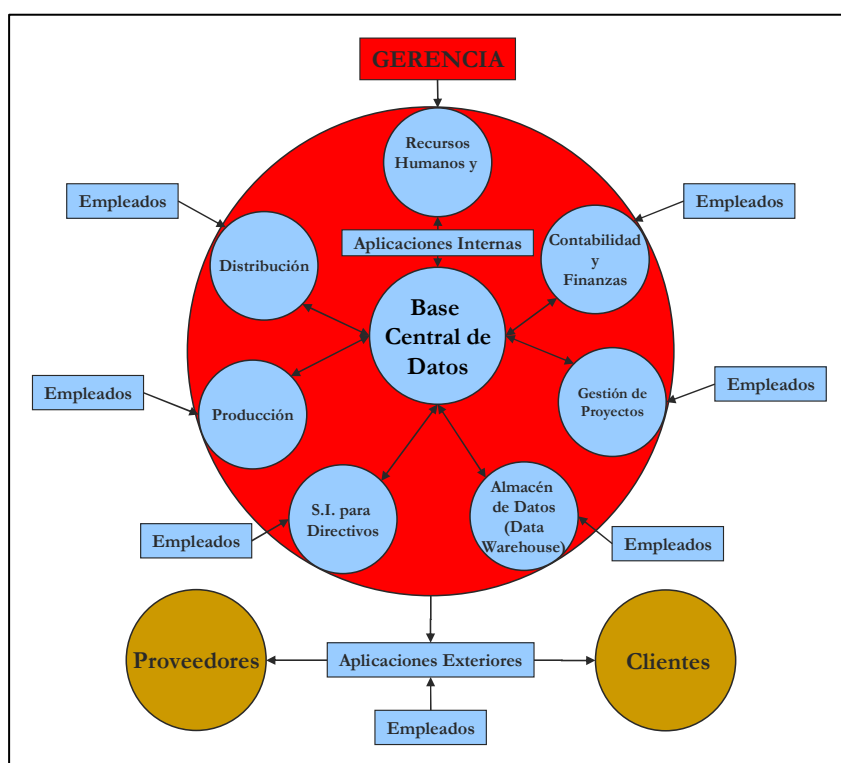 GERENCIA
Recursos
Humanos y
Empleados
Empleados
Distribución
Aplicaciones Internas
Contabilidad
y
Finanzas
Base
Central de
Datos
Empleados
Producción
Gestión de
Proyectos
Empleados
S.I. para
Directivos
Almacén
de Datos
(Data
Warehouse)
Empleados
Empleados
Proveedores
Aplicaciones Exteriores
Clientes
Empleados